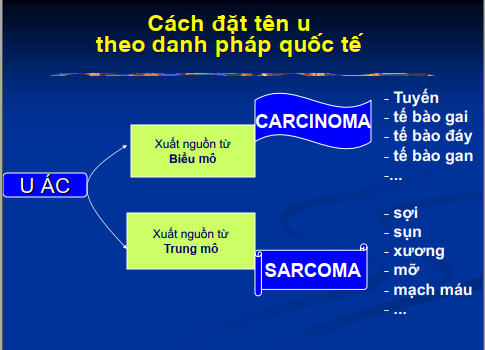 Cách đặt tên u
theo danh pháp quốc tế
U ÁC
Xuất nguồn từ
Biểu mô
CARCINOMA
- Tuyến
- tế bào gai
- tế bào đáy
- tế bào gan
-...
Xuất nguồn từ
Trung mô
SARCOMA
- sợi
- sụn
- xương
- mỡ
- mạch máu
- ...